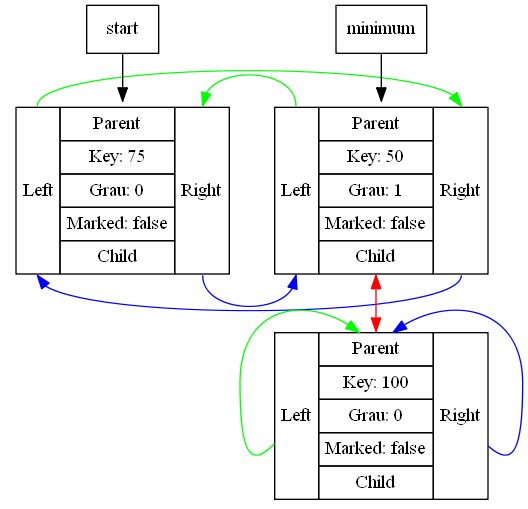 start
minimum
Left
Parent
Key: 75
Grau: 0
Marked: false
Child
Right
Left
Parent
Key: 50
Grau: 1
Marked: false
Child
Right
Left
Parent
Key: 100
Grau: 0
Marked: false
Child
Right